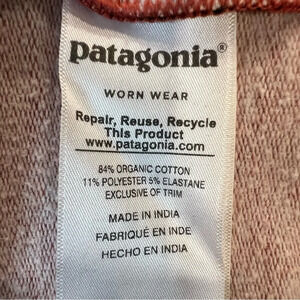 patagonia®
WORN WEAR
Repair, Reuse, Recycle
This Product
www.patagonia.com
84% ORGANIC COTTON
11% POLYESTER 5% ELASTANE
EXCLUSIVE OF TRIM
MADE IN INDIA
FABRIQUÉ EN INDE
HECHO EN INDIA